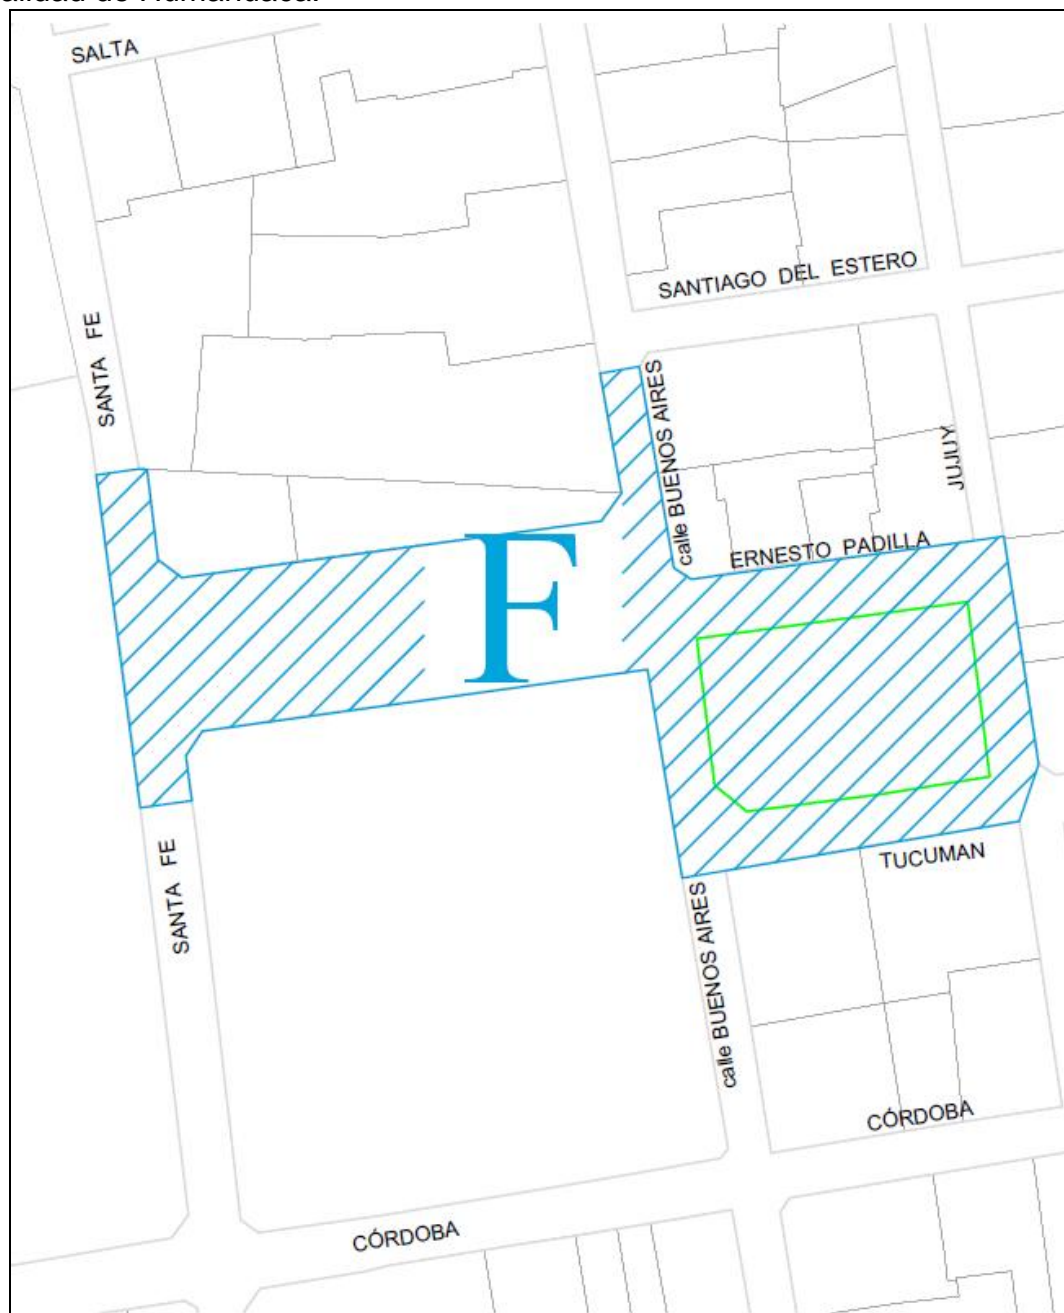 SALTA
SANTIAGO DEL ESTERO
SANTA FE
calle BUENOS AIRES
JUJUY
ERNESTO PADILLA
F
SANTA FE
TUCUMAN
calle BUENOS AIRES
CÓRDOBA
CÓRDOBA